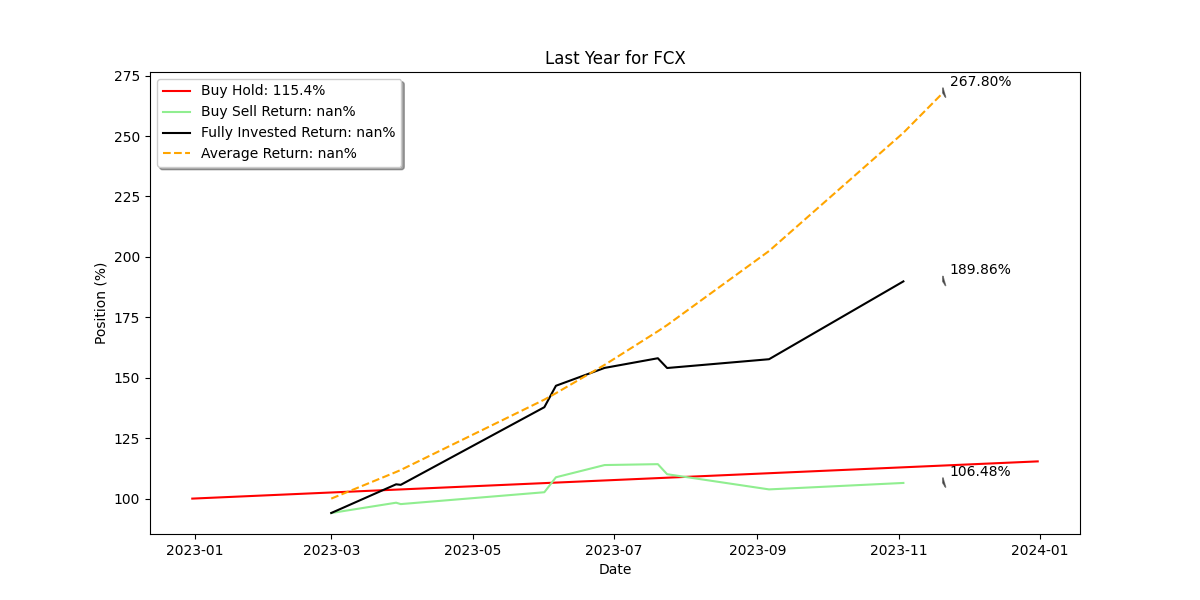 Last Year for FCX
Buy Hold: 115.4%
Buy Sell Return: nan%
Fully Invested Return: nan%
Average Return: nan%
267.80%
189.86%
106.48%
Position (%)
275
250
225
200
175
150
125
100
2023-01
2023-03
2023-05
2023-07
2023-09
2023-11
2024-01
Date